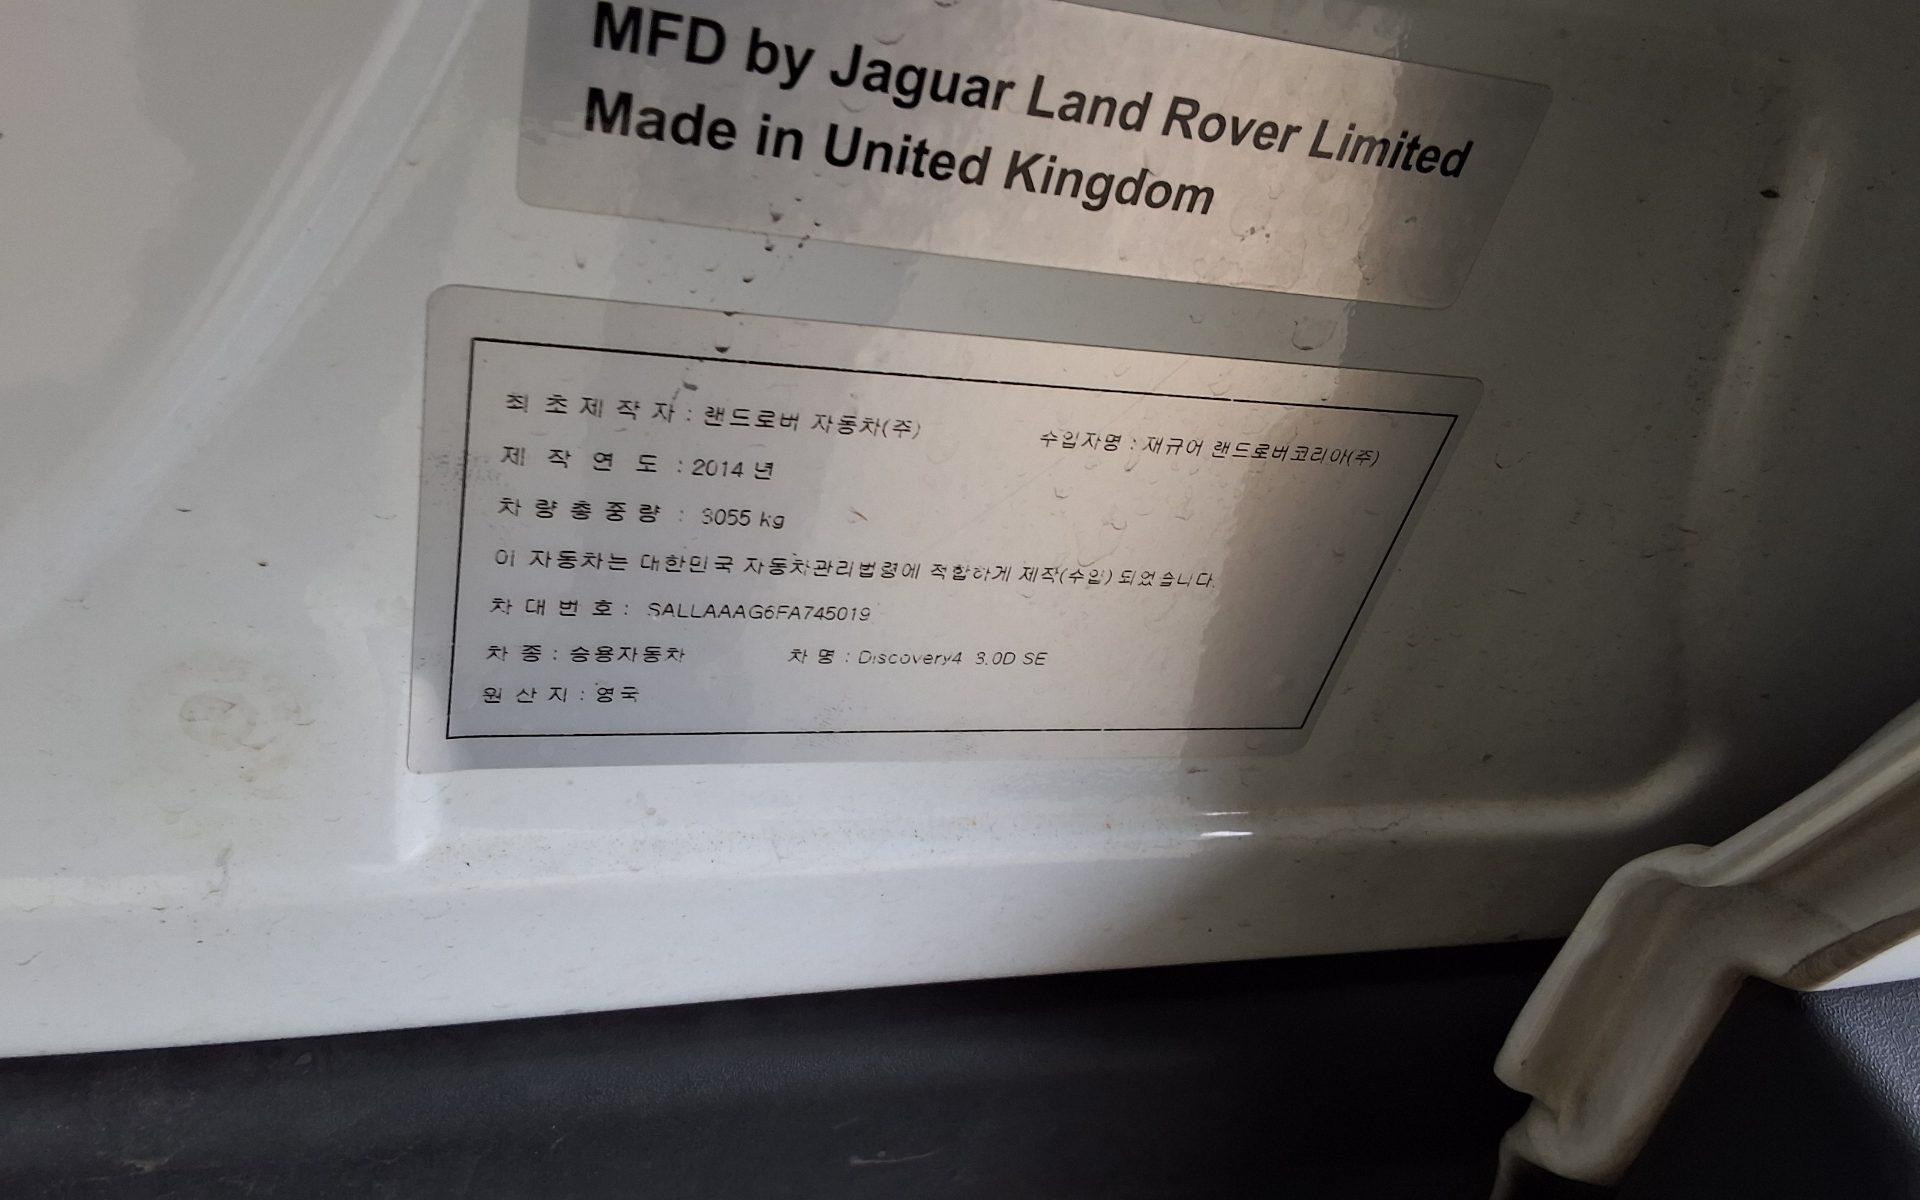 MFD by Jaguar Land Rover Limited
Made in United Kingdom
최 초 제 작 자 : 랜드로버 자동차(주) 수입자명 : 재규어 랜드로버코리아(주)
제 작 연 도 : 2014 년
차 량 총 중 량 : 3055 kg
이 자동차는 대한민국 자동차관리법령에 적합하게 제작(수입) 되었습니다.
차 대 번 호 : SALLAAAG6FA745019
차 종 : 승용자동차 차 명 : Discovery4 3.0D SE
원 산 지 : 영국